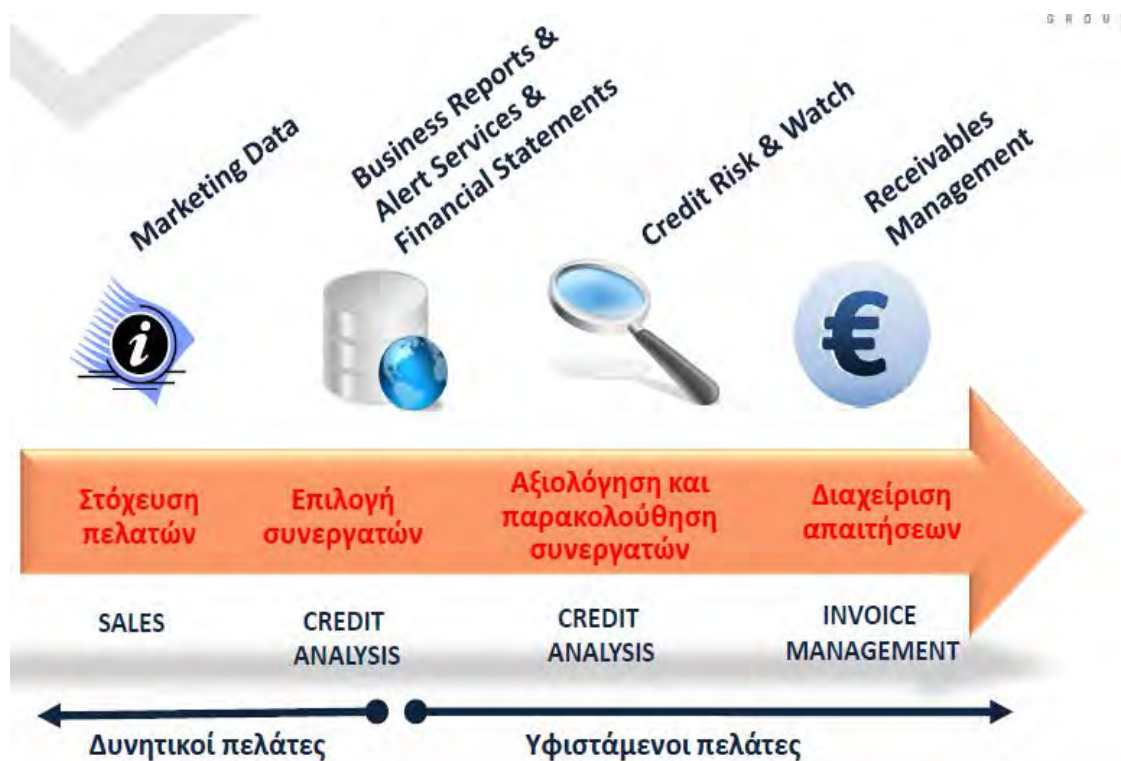 GROU
Marketing Data
Business Reports &
Alert Services &
Financial Statements
Credit Risk & Watch
Receivables
Management
i
€
Στόχευση
πελατών
Επιλογή
συνεργατών
Αξιολόγηση και
παρακολούθηση
συνεργατών
Διαχείριση
απαιτήσεων
SALES
CREDIT
ANALYSIS
CREDIT
ANALYSIS
INVOICE
MANAGEMENT
Δυνητικοί πελάτες
Υφιστάμενοι πελάτες